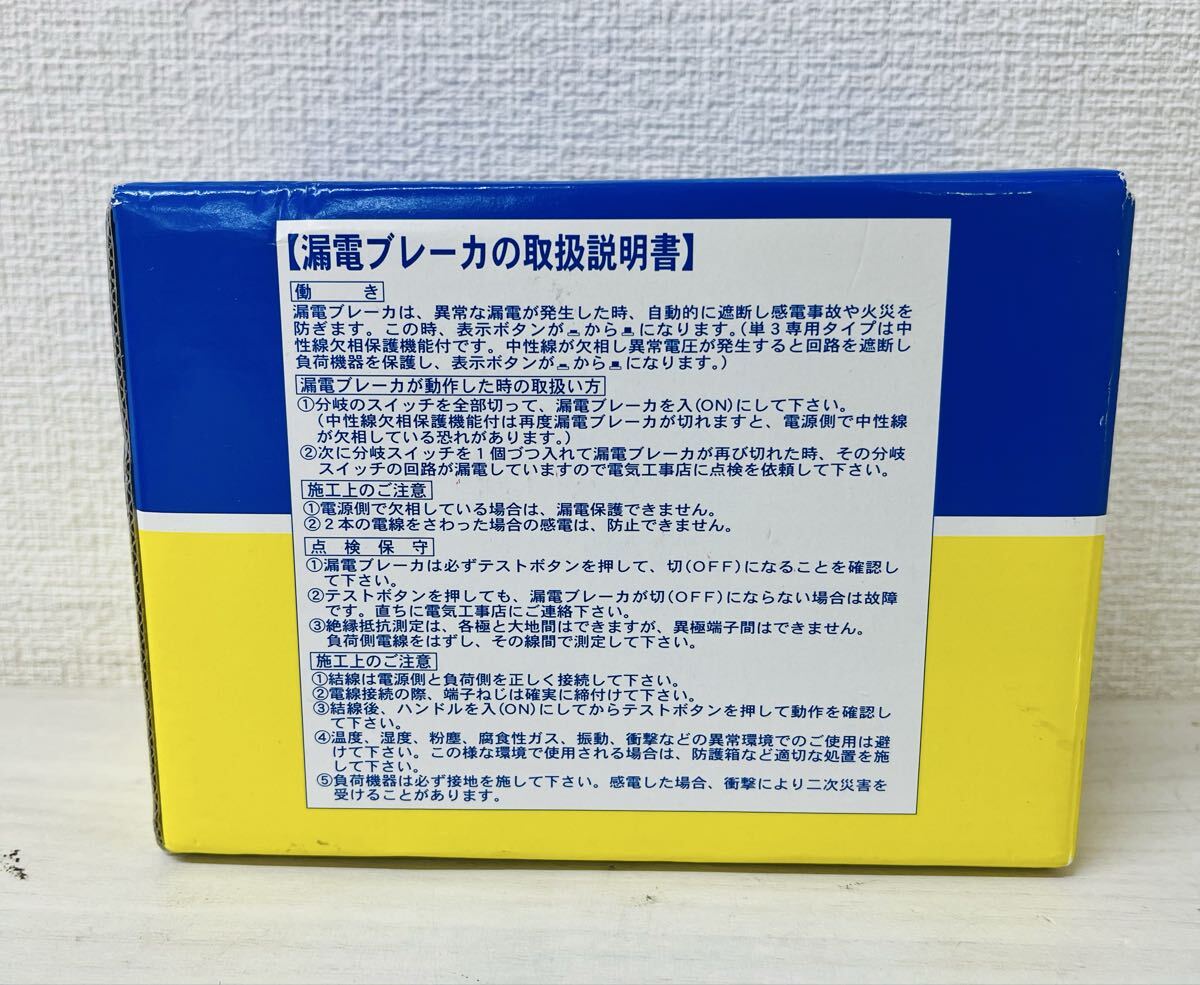 【漏電ブレーカの取扱説明書】
働 き
漏電ブレーカは、異常な漏電が発生した時、自動的に遮断し感電事故や火災を
防ぎます。この時、表示ボタンが から になります。(単3専用タイプは中
性線欠相保護機能付です。中性線が欠相し異常電圧が発生すると回路を遮断し
負荷機器を保護し、表示ボタンが から になります。)
漏電ブレーカが動作した時の取扱い方
①分岐のスイッチを全部切って、漏電ブレーカを入(ON)にして下さい。
(中性線欠相保護機能付は再度漏電ブレーカが切れますと、電源側で中性線
が欠相している恐れがあります。)
②次に分岐スイッチを1個づつ入れて漏電ブレーカが再び切れた時、その分岐
スイッチの回路が漏電していますので電気工事店に点検を依頼して下さい。
施工上のご注意
①電源側で欠相している場合は、漏電保護できません。
②2本の電線をさわった場合の感電は、防止できません。
点 検 保 守
①漏電ブレーカは必ずテストボタンを押して、切(OFF)になることを確認し
て下さい。
②テストボタンを押しても、漏電ブレーカが切(OFF)にならない場合は故障
です。直ちに電気工事店にご連絡下さい。
③絶縁抵抗測定は、各極と大地間はできますが、異極端子間はできません。
負荷側電線をはずし、その線間で測定して下さい。
施工上のご注意
①結線は電源側と負荷側を正しく接続して下さい。
②電線接続の際、端子ねじは確実に締付けて下さい。
③結線後、ハンドルを入(ON)にしてからテストボタンを押して動作を確認し
て下さい。
④温度、湿度、粉塵、腐食性ガス、振動、衝撃などの異常環境でのご使用は避
けて下さい。この様な環境で使用される場合は、防護箱など適切な処置を施
して下さい。
⑤負荷機器は必ず接地を施して下さい。感電した場合、衝撃により二次災害を
受けることがあります。